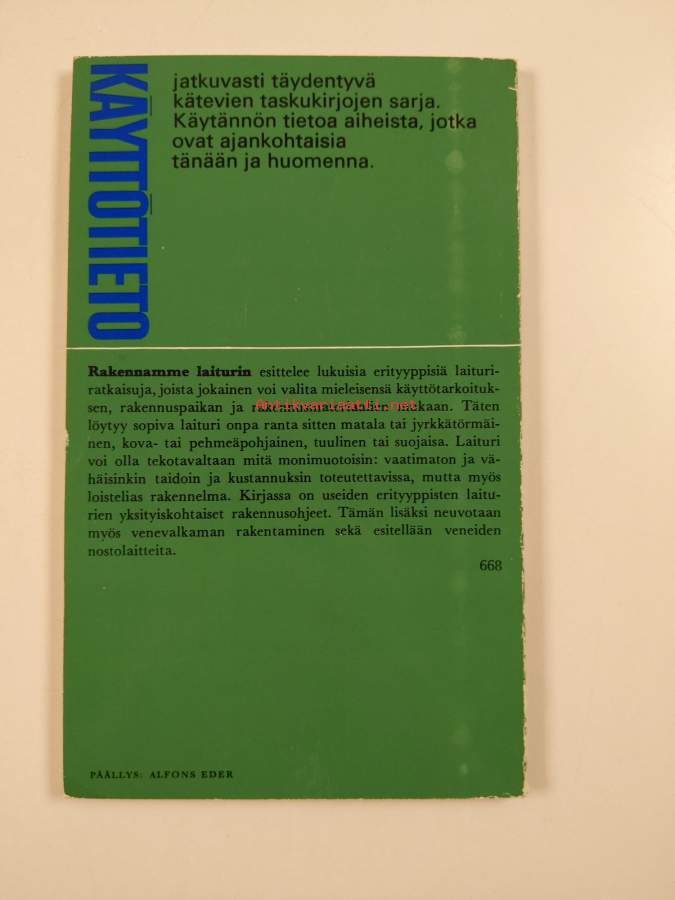 KÄYTTÖTIETO
jatkuvasti täydentyvä
kätevien taskukirjojen sarja.
Käytännön tietoa aiheista, jotka
ovat ajankohtaisia
tänään ja huomenna.
Rakennamme laiturin esittelee lukuisia erityyppisiä laituri-
ratkaisuja, joista jokainen voi valita mieleisensä käyttötarkoituk-
Antikvariaatti.net
sen, rakennuspaikan ja mukaan. Täten
löytyy sopiva laituri onpa ranta sitten matala tai jyrkkätörmäi-
nen, kova- tai pehmeäpohjainen, tuulinen tai suojaisa. Laituri
voi olla tekotavaltaan mitä monimuotoisin: vaatimaton ja vä-
häisinkin taidoin ja kustannuksin toteutettavissa, mutta myös
loistelias rakennelma. Kirjassa on useiden erityyppisten laitu-
rien yksityiskohtaiset rakennusohjeet. Tämän lisäksi neuvotaan
myös venevalkaman rakentaminen sekä esitellään veneiden
nostolaitteita.
668
PÄÄLLYS: ALFONS EDER